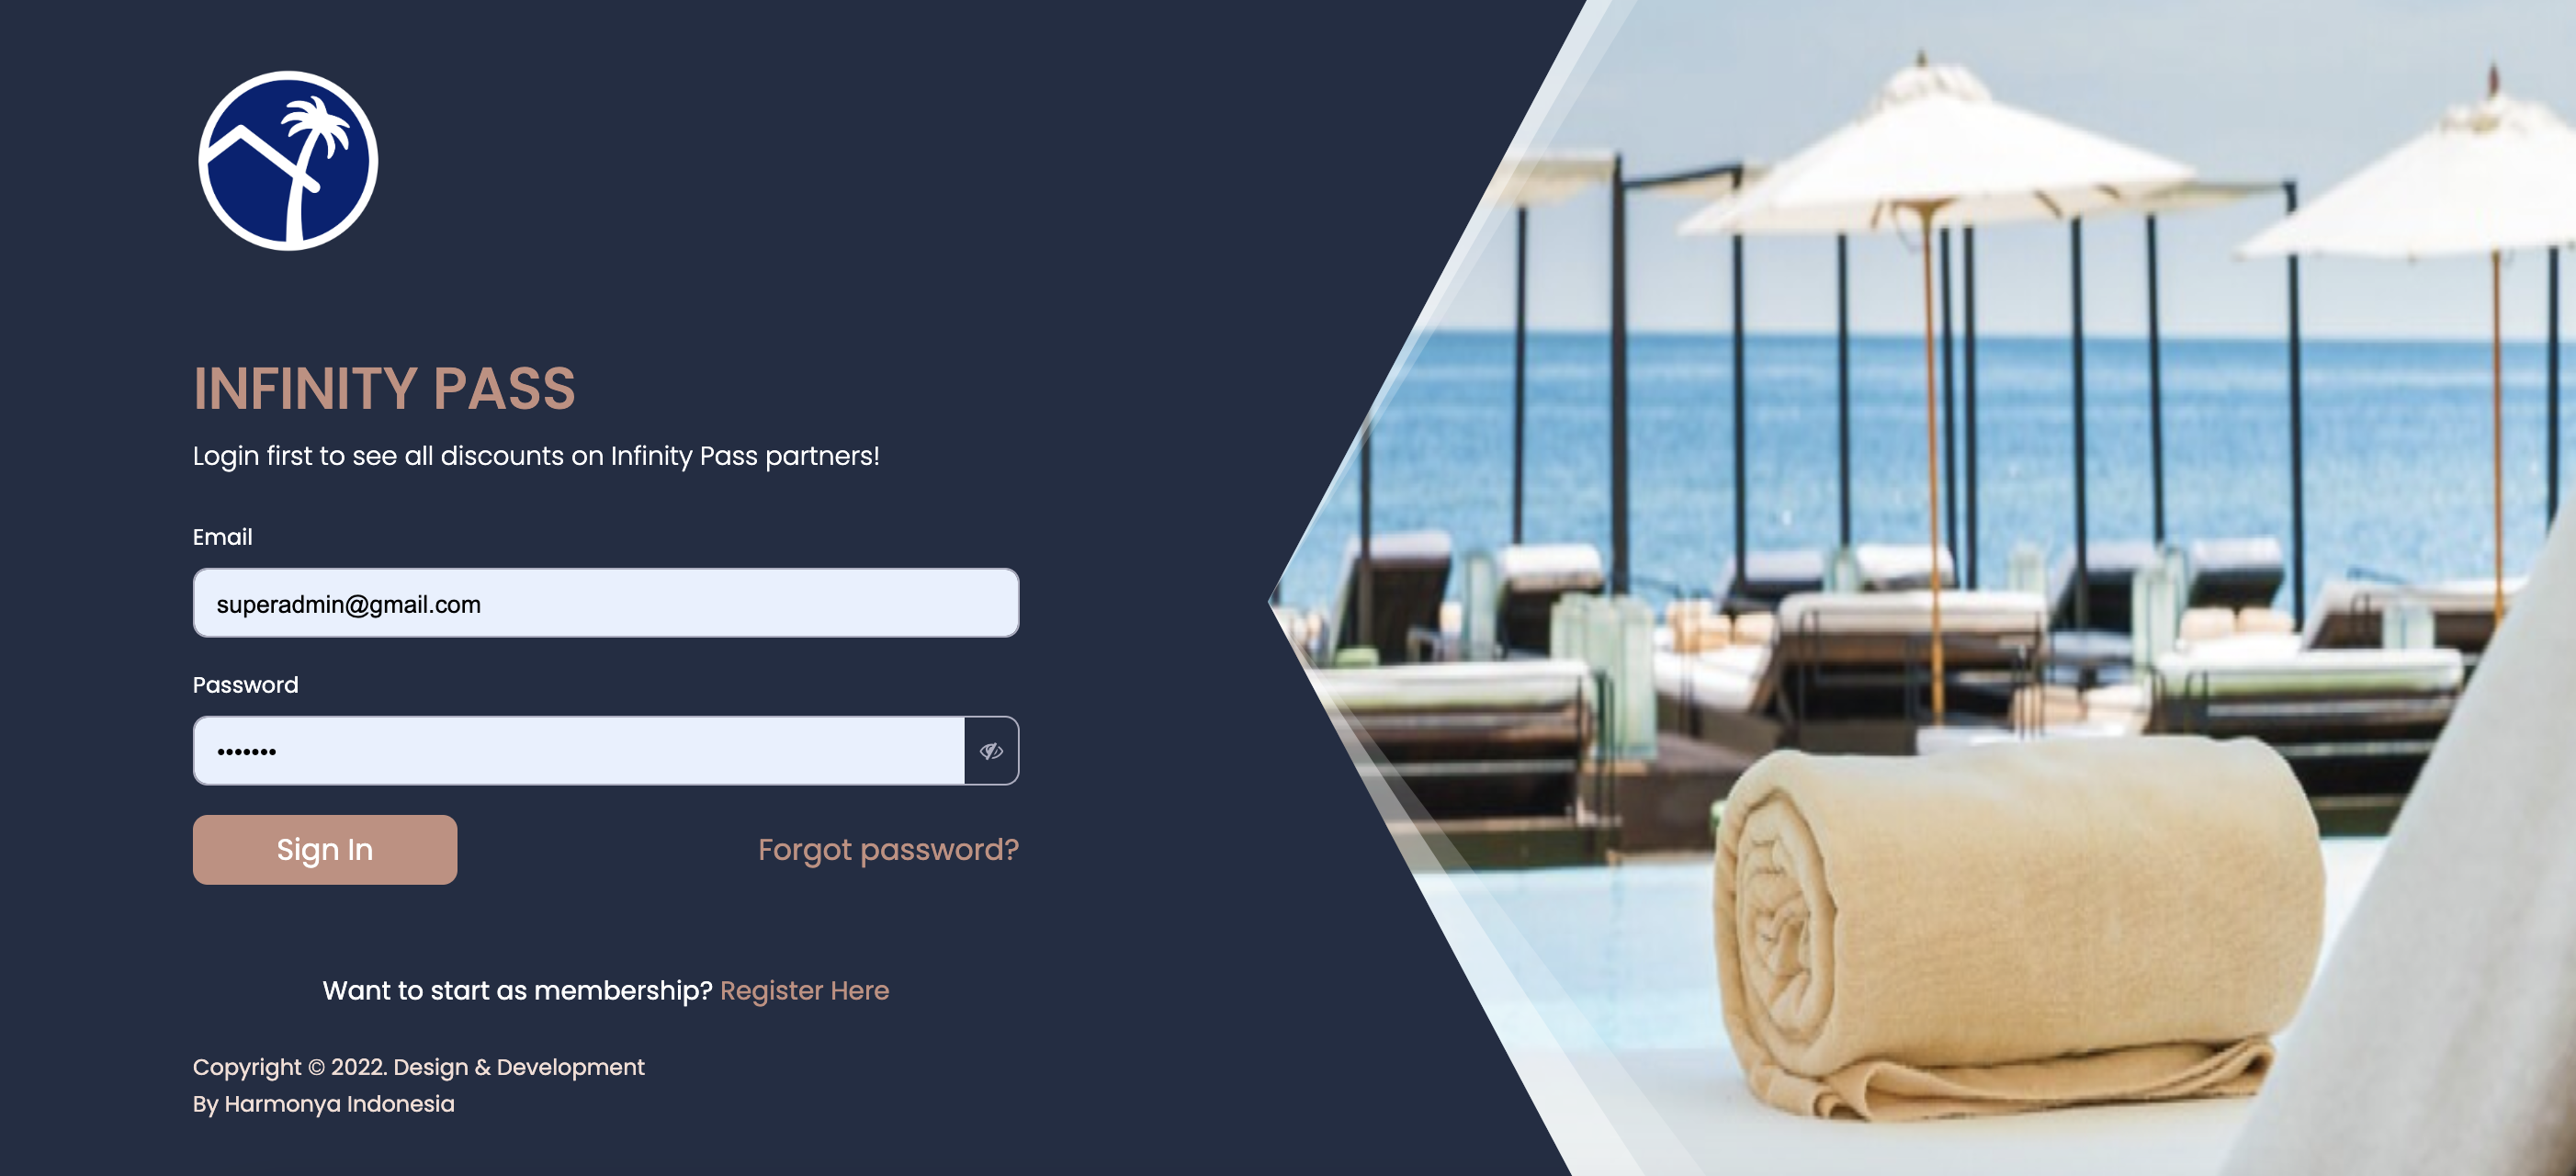 INFINITY PASS
Login first to see all discounts on Infinity Pass partners!
Email
superadmin@gmail.com
Password
•••••••
Sign In
Forgot password?
Want to start as membership? Register Here
Copyright © 2022. Design & Development
By Harmonya Indonesia